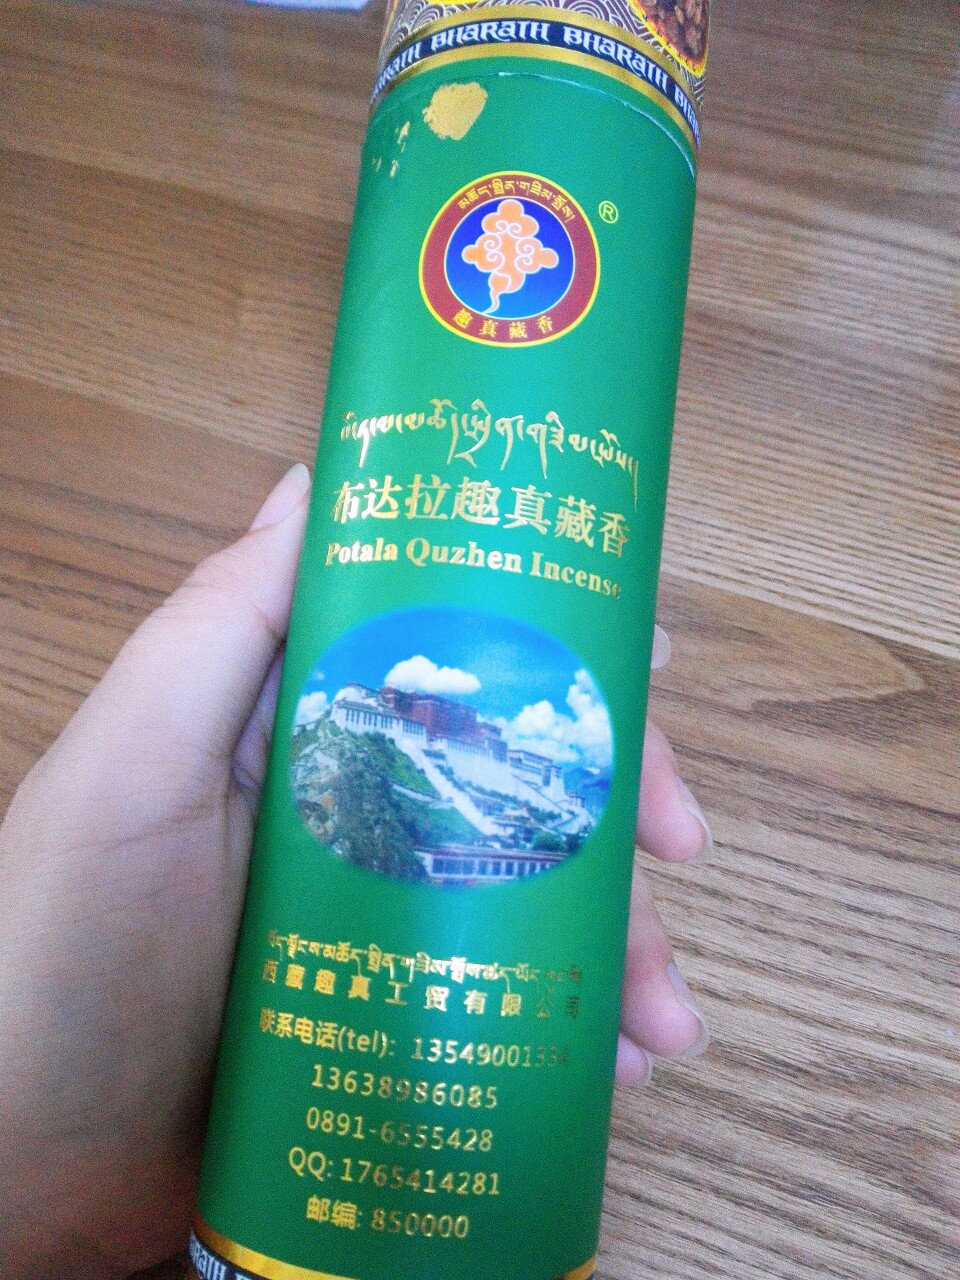 BHARATH BHARATH
མཆོད་སྤྲིན་
®
趣真藏香
布达拉趣真藏香
Potala Quzhen Incense
西藏趣真工贸有限公司
联系电话(tel): 13549001334
13638986085
0891-6555428
QQ: 1765414281
邮编: 850000